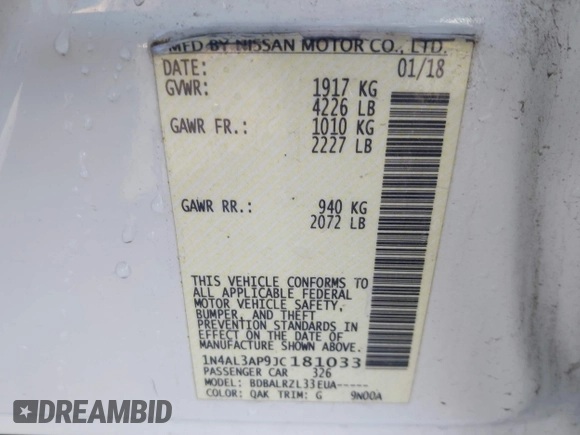 MFD BY NISSAN MOTOR CO., LTD.
DATE: 01/18
GVWR: 1917 KG
4226 LB
GAWR FR.: 1010 KG
2227 LB
GAWR RR.: 940 KG
2072 LB
THIS VEHICLE CONFORMS TO
ALL APPLICABLE FEDERAL
MOTOR VEHICLE SAFETY,
BUMPER, AND THEFT
PREVENTION STANDARDS IN
EFFECT ON THE DATE OF
MANUFACTURE SHOWN ABOVE.
1N4AL3AP9JC181033
PASSENGER CAR 326
MODEL: BDBALRZL33EUA-----
COLOR: QAK TRIM: G 9N00A
DREAMBID
DREAMBID